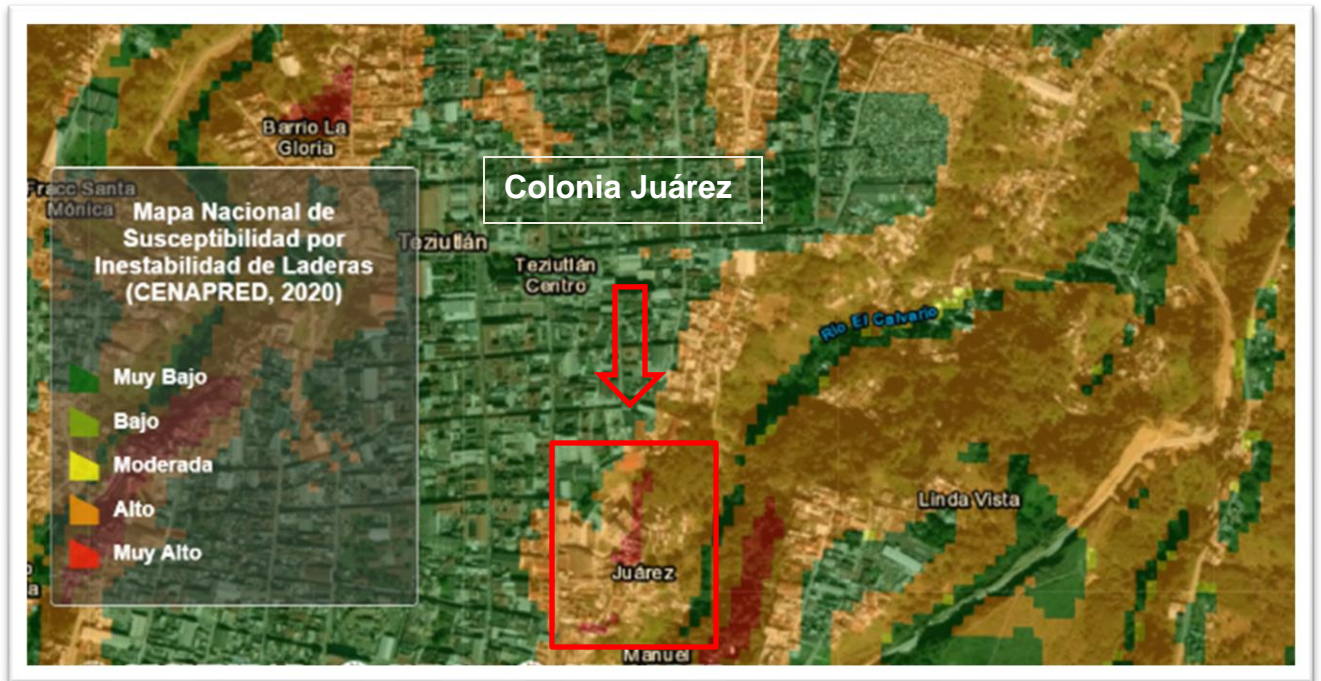 Barrio La
Gloria
Fracc Santa
Mónica
Colonia Juárez
Mapa Nacional de
Susceptibilidad por
Inestabilidad de Laderas
(CENAPRED, 2020)
Teziutlán
Teziutlán
Centro
Río El Calvario
Muy Bajo
Bajo
Moderada
Alto
Muy Alto
Linda Vista
Juárez
a
Manuel